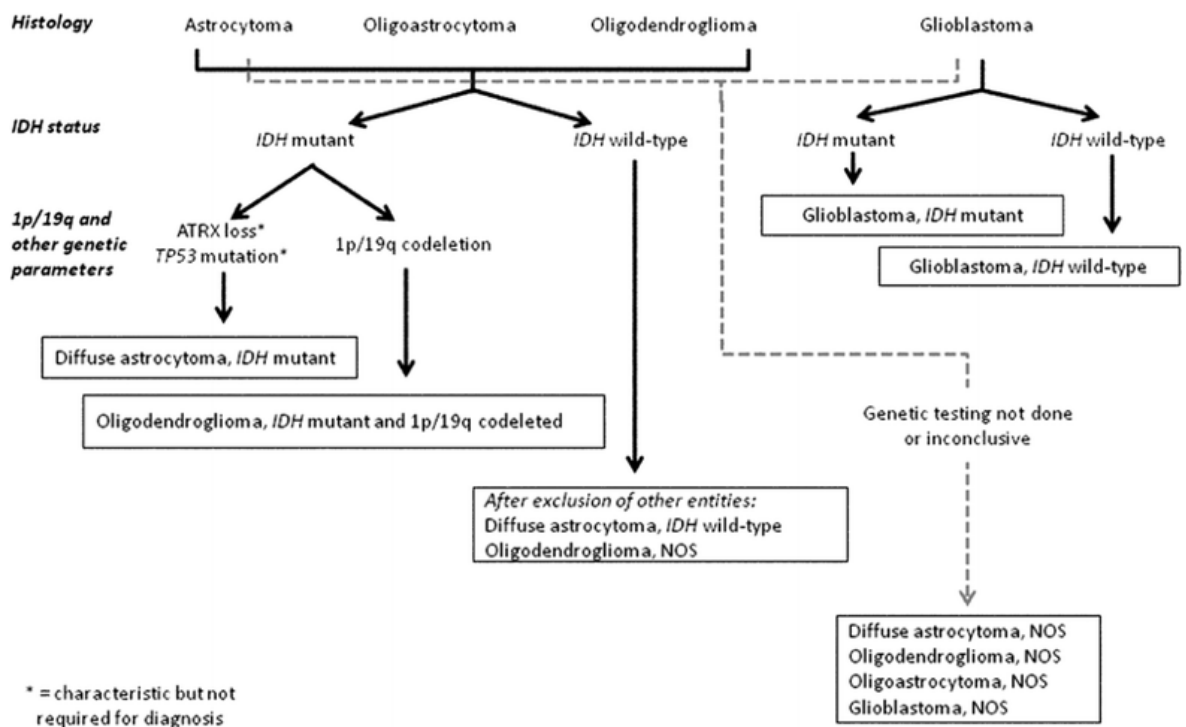 Histology
Astrocytoma
Oligoastrocytoma
Oligodendroglioma
Glioblastoma
IDH status
IDH mutant
IDH wild-type
IDH mutant
IDH wild-type
1p/19q and
other genetic
parameters
ATRX loss*
TP53 mutation*
1p/19q codeletion
Glioblastoma, IDH mutant
Glioblastoma, IDH wild-type
Diffuse astrocytoma, IDH mutant
Oligodendroglioma, IDH mutant and 1p/19q codeleted
Genetic testing not done
or inconclusive
After exclusion of other entities:
Diffuse astrocytoma, IDH wild-type
Oligodendroglioma, NOS
Diffuse astrocytoma, NOS
Oligodendroglioma, NOS
Oligoastrocytoma, NOS
Glioblastoma, NOS
* = characteristic but not
required for diagnosis